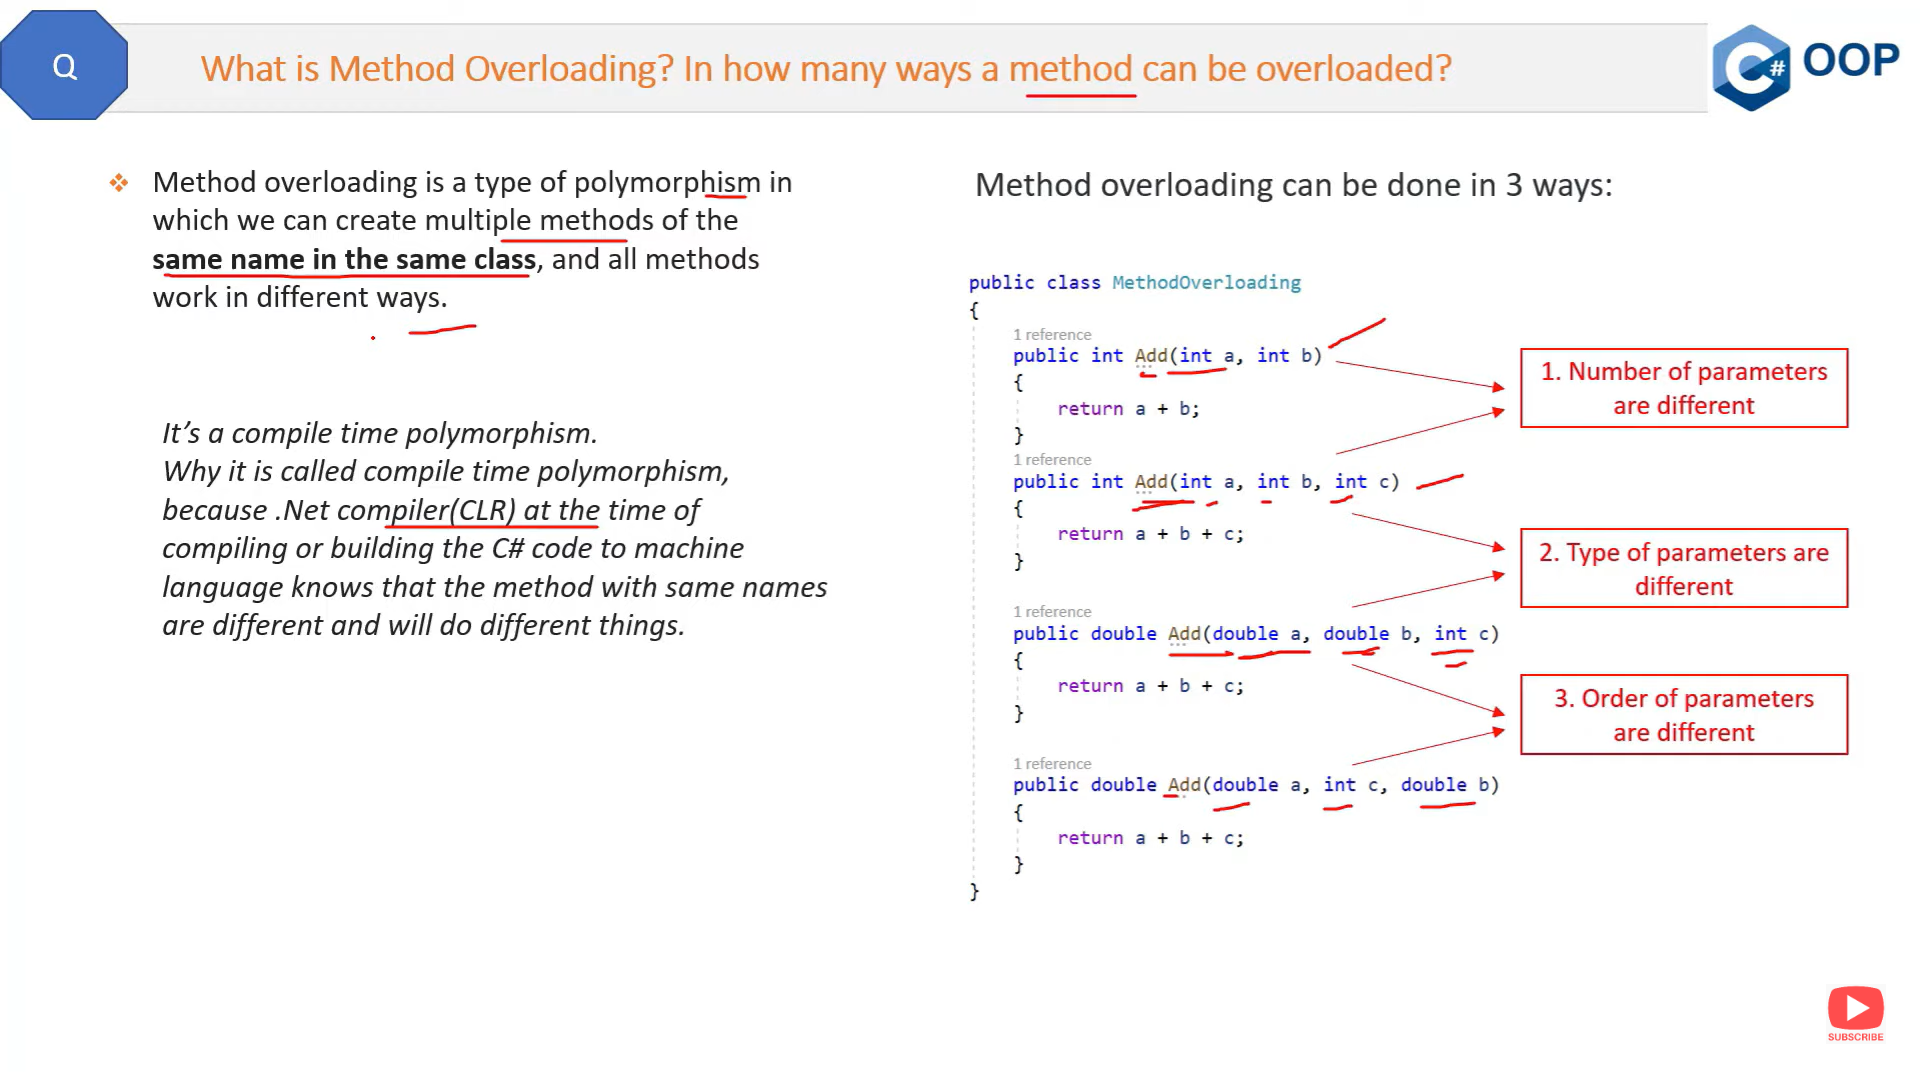 Q
What is Method Overloading? In how many ways a method can be overloaded?
C# OOP
Method overloading is a type of polymorphism in
which we can create multiple methods of the
same name in the same class, and all methods
work in different ways.
It's a compile time polymorphism.
Why it is called compile time polymorphism,
because .Net compiler(CLR) at the time of
compiling or building the C# code to machine
language knows that the method with same names
are different and will do different things.
Method overloading can be done in 3 ways:
public class MethodOverloading
{
1 reference
public int Add(int a, int b)
{
return a + b;
}
1 reference
public int Add(int a, int b, int c)
{
return a + b + c;
}
1 reference
public double Add(double a, double b, int c)
{
return a + b + c;
}
1 reference
public double Add(double a, int c, double b)
{
return a + b + c;
}
}
1. Number of parameters
are different
2. Type of parameters are
different
3. Order of parameters
are different
SUBSCRIBE